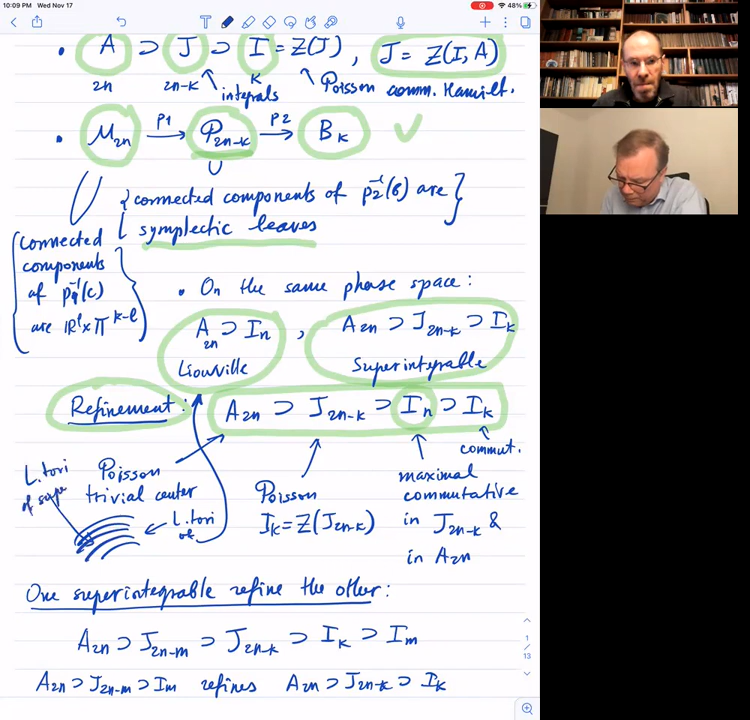 10:09 PM Wed Nov 17
48%
• A ⊃ J ⊃ I = Z(J), J = Z(I, A)
2n 2n-k K Poisson comm. Hamilt.
integrals
• M₂ₙ →p1 P₂ₙ₋ₖ →p2 Bₖ ✓
{connected components of p₂⁻¹(b) are
symplectic leaves}
{connected
components
of p₁⁻¹(c)
are ℝˡ × Πᵏ⁻ˡ}
• On the same phase space:
A₂ₙ ⊃ Iₙ , A₂ₙ ⊃ J₂ₙ₋ₖ ⊃ Iₖ
Liouville Superintegrable
Refinement: A₂ₙ ⊃ J₂ₙ₋ₖ ⊃ Iₙ ⊃ Iₖ
commut.
L. tori
of supe
Poisson
trivial center
L. tori
of
Poisson
Iₖ = Z(J₂ₙ₋ₖ)
maximal
commutative
in J₂ₙ₋ₖ &
in A₂ₙ
One superintegrable refine the other:
A₂ₙ ⊃ J₂ₙ₋ₘ ⊃ J₂ₙ₋ₖ ⊃ Iₖ ⊃ Iₘ
A₂ₙ ⊃ J₂ₙ₋ₘ ⊃ Iₘ refines A₂ₙ ⊃ J₂ₙ₋ₖ ⊃ Iₖ
1
/
13